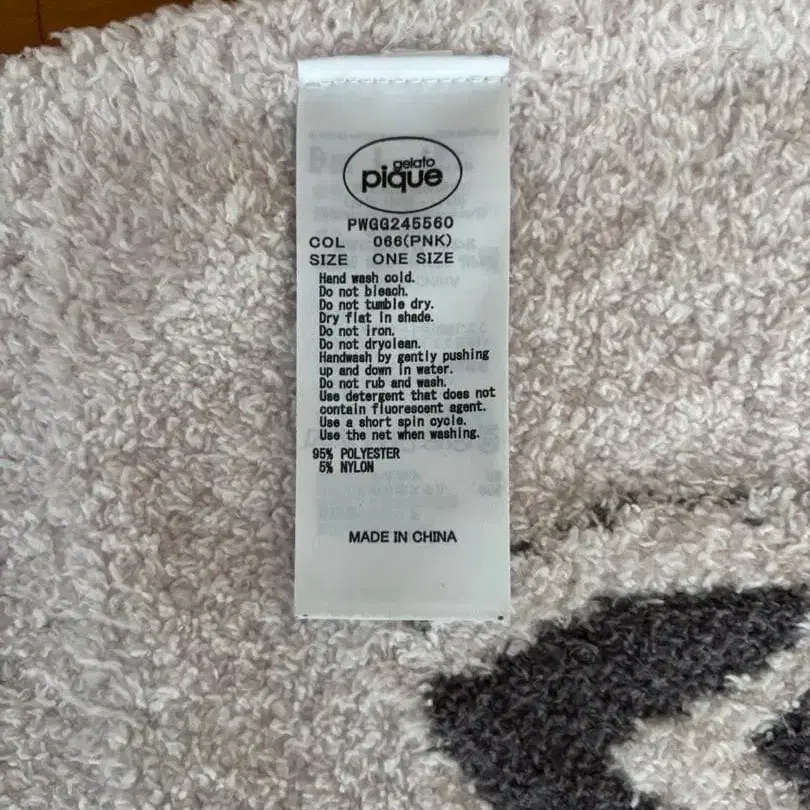 gelato
pique
PWGG245560
COL 066(PNK)
SIZE ONE SIZE
Hand wash cold.
Do not bleach.
Do not tumble dry.
Dry flat in shade.
Do not iron.
Do not dryclean.
Handwash by gently pushing
up and down in water.
Do not rub and wash.
Use detergent that does not
contain fluorescent agent.
Use a short spin cycle.
Use the net when washing.
95% POLYESTER
5% NYLON
MADE IN CHINA